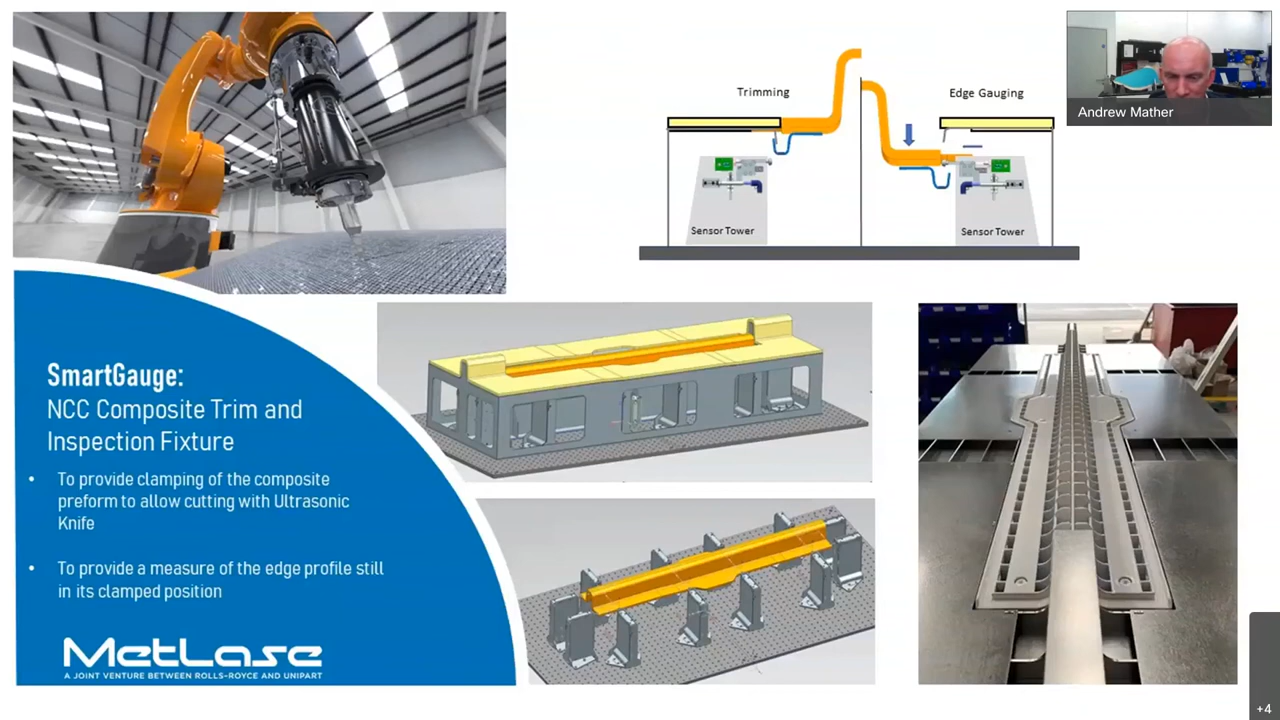 Trimming
Edge Gauging
Andrew Mather
Sensor Tower
Sensor Tower
SmartGauge:
NCC Composite Trim and
Inspection Fixture
• To provide clamping of the composite
preform to allow cutting with Ultrasonic
Knife
• To provide a measure of the edge profile still
in its clamped position
MetLase
A JOINT VENTURE BETWEEN ROLLS-ROYCE AND UNIPART
+4